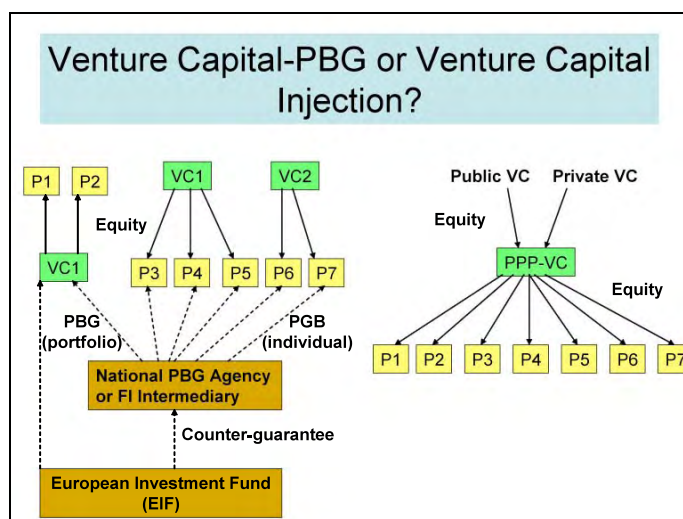 Venture Capital-PBG or Venture Capital
Injection?
P1
P2
VC1
VC2
Public VC
Private VC
Equity
Equity
VC1
P3
P4
P5
P6
P7
PPP-VC
Equity
PBG
(portfolio)
PGB
(individual)
P1
P2
P3
P4
P5
P6
P7
National PBG Agency
or FI Intermediary
Counter-guarantee
European Investment Fund
(EIF)